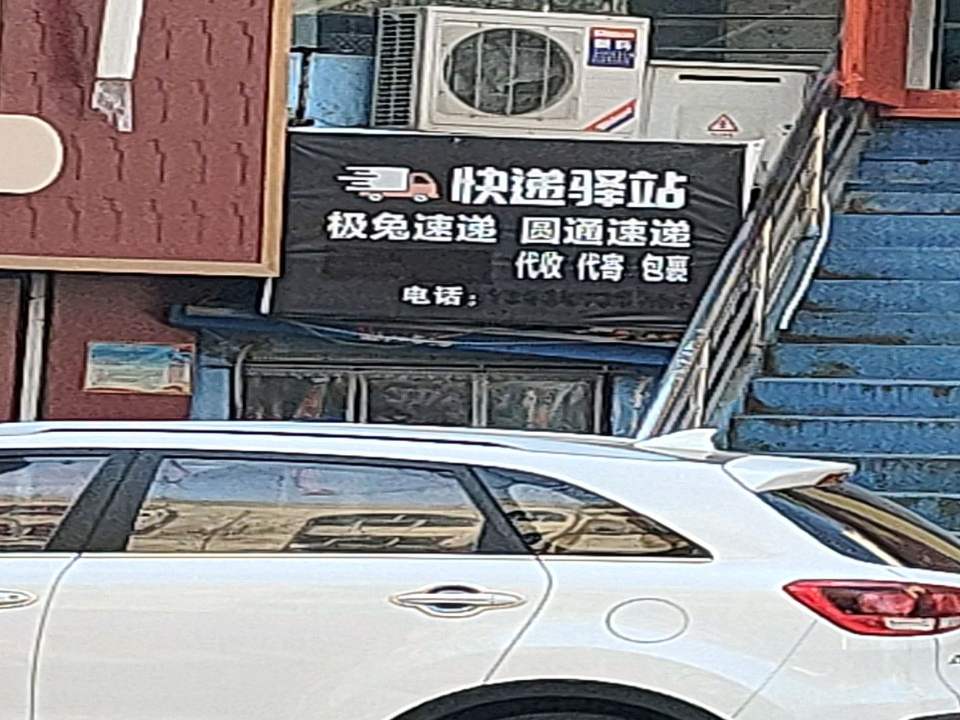 快递驿站
极兔速递 圆通速递
代收 代寄 包裹
电话: